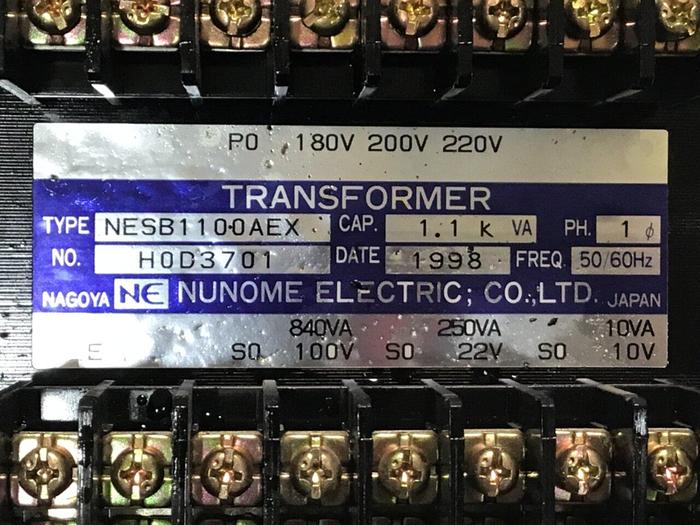 P0 180V 200V 220V
TRANSFORMER
TYPE NESB1100AEX CAP. 1.1 k VA PH. 1 φ
NO. H0D3701 DATE 1998 FREQ. 50/60Hz
NAGOYA NE NUNOME ELECTRIC; CO.,LTD. JAPAN
840VA 250VA 10VA
S S0 100V S0 22V S0 10V